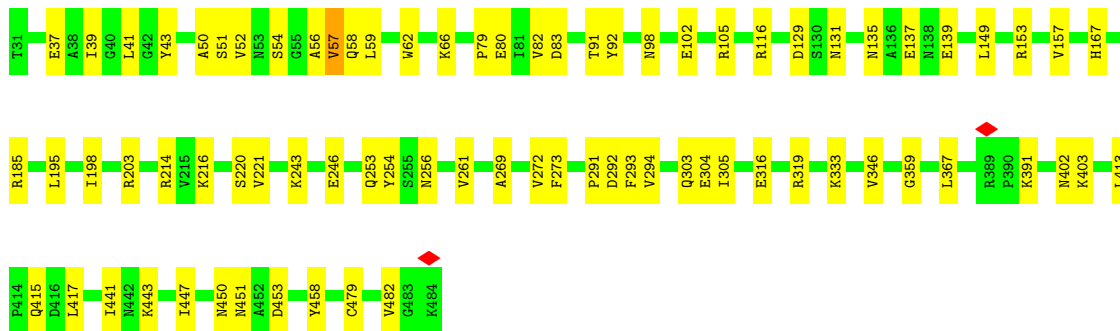 T31 E37 A38 I39 G40 L41 G42 Y43 A50 S51 V52 N53 S54 G55 A56 V57 Q58 L59 W62 K66 P79 E80 I81 V82 D83 T91 Y92 N98 E102 R105 R116 D129 S130 N131 N135 A136 E137 N138 E139 L149 R153 V157 H167
R185 L195 I198 R203 R214 V215 K216 S220 V221 K243 E246 Q253 Y254 S255 N256 V261 A269 V272 F273 P291 D292 F293 V294 Q303 E304 I305 E316 R319 K333 V346 G359 L367 R389 P390 K391 N402 K403 L413
P414 Q415 D416 L417 I441 N442 K443 I447 N450 N451 A452 D453 Y458 C479 V482 G483 K484